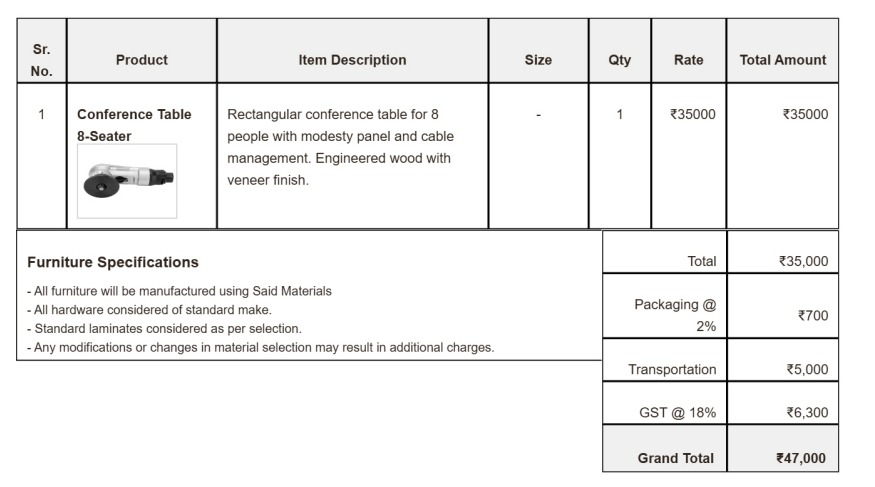 Sr. No. Product Item Description Size Qty Rate Total Amount
1 Conference Table 8-Seater Rectangular conference table for 8 - 1 ₹35000 ₹35000
people with modesty panel and cable
management. Engineered wood with
veneer finish.
Furniture Specifications
- All furniture will be manufactured using Said Materials
- All hardware considered of standard make.
- Standard laminates considered as per selection.
- Any modifications or changes in material selection may result in additional charges.
Total ₹35,000
Packaging @ 2% ₹700
Transportation ₹5,000
GST @ 18% ₹6,300
Grand Total ₹47,000